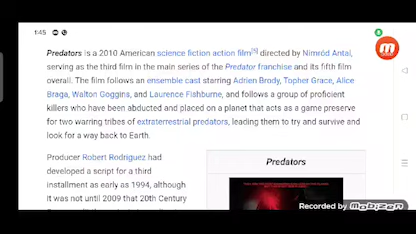 1:45
Predators is a 2010 American science fiction action film[5] directed by Nimród Antal,
serving as the third film in the main series of the Predator franchise and its fifth film
overall. The film follows an ensemble cast starring Adrien Brody, Topher Grace, Alice
Braga, Walton Goggins, and Laurence Fishburne, and follows a group of proficient
killers who have been abducted and placed on a planet that acts as a game preserve
for two warring tribes of extraterrestrial predators, leading them to try and survive and
look for a way back to Earth.
Producer Robert Rodriguez had
developed a script for a third
installment as early as 1994, although
it was not until 2009 that 20th Century
Predators
Recorded by MOBIZEN